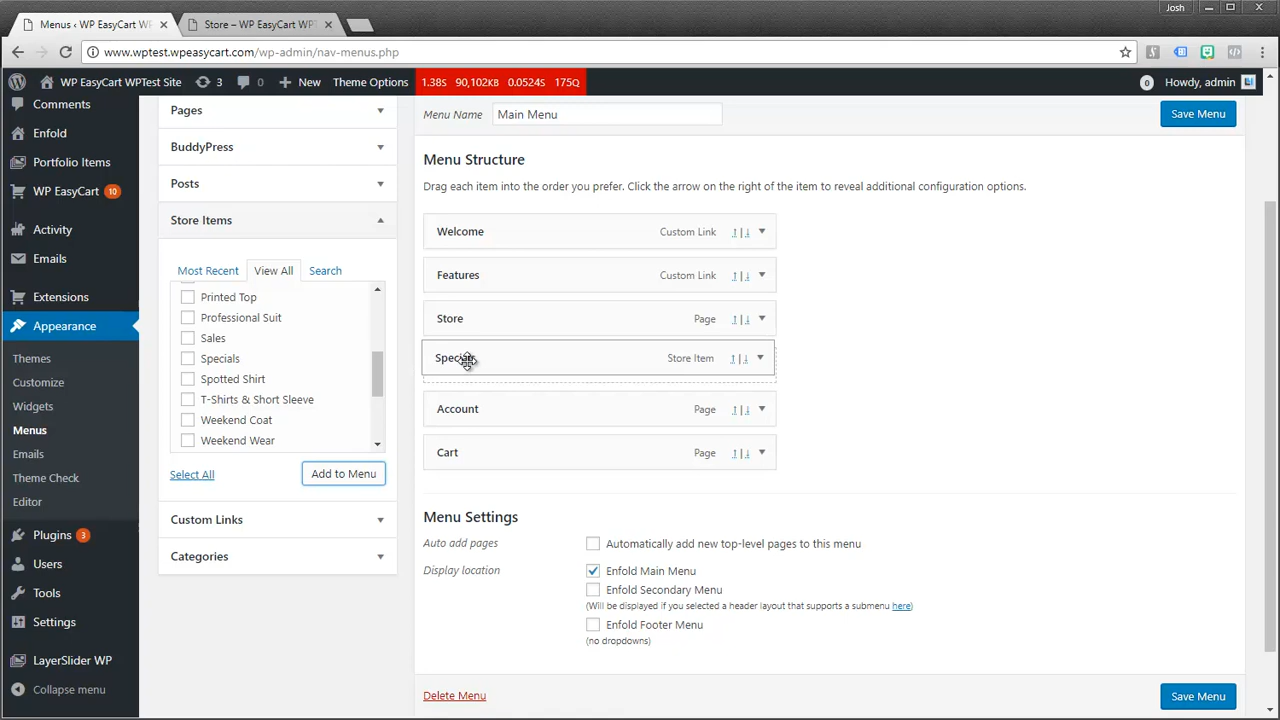 Josh
Menus ‹ WP EasyCart W
Store – WP EasyCart WPT
www.wptest.wpeasycart.com/wp-admin/nav-menus.php
WP EasyCart WPTest Site
3
0
New
Theme Options
1.38S 90,102KB 0.0524S 175Q
0
Howdy, admin
Comments
Enfold
Portfolio Items
WP EasyCart 10
Activity
Emails
Extensions
Appearance
Themes
Customize
Widgets
Menus
Emails
Theme Check
Editor
Plugins 3
Users
Tools
Settings
LayerSlider WP
Collapse menu
Pages
BuddyPress
Posts
Store Items
Most Recent View All Search
Printed Top
Professional Suit
Sales
Specials
Spotted Shirt
T-Shirts & Short Sleeve
Weekend Coat
Weekend Wear
Select All
Add to Menu
Custom Links
Categories
Menu Name Main Menu
Save Menu
Menu Structure
Drag each item into the order you prefer. Click the arrow on the right of the item to reveal additional configuration options.
Welcome Custom Link ↑|↓
Features Custom Link ↑|↓
Store Page ↑|↓
Specials Store Item ↑|↓
Account Page ↑|↓
Cart Page ↑|↓
Menu Settings
Auto add pages Automatically add new top-level pages to this menu
Display location Enfold Main Menu
Enfold Secondary Menu
(Will be displayed if you selected a header layout that supports a submenu here)
Enfold Footer Menu
(no dropdowns)
Delete Menu
Save Menu